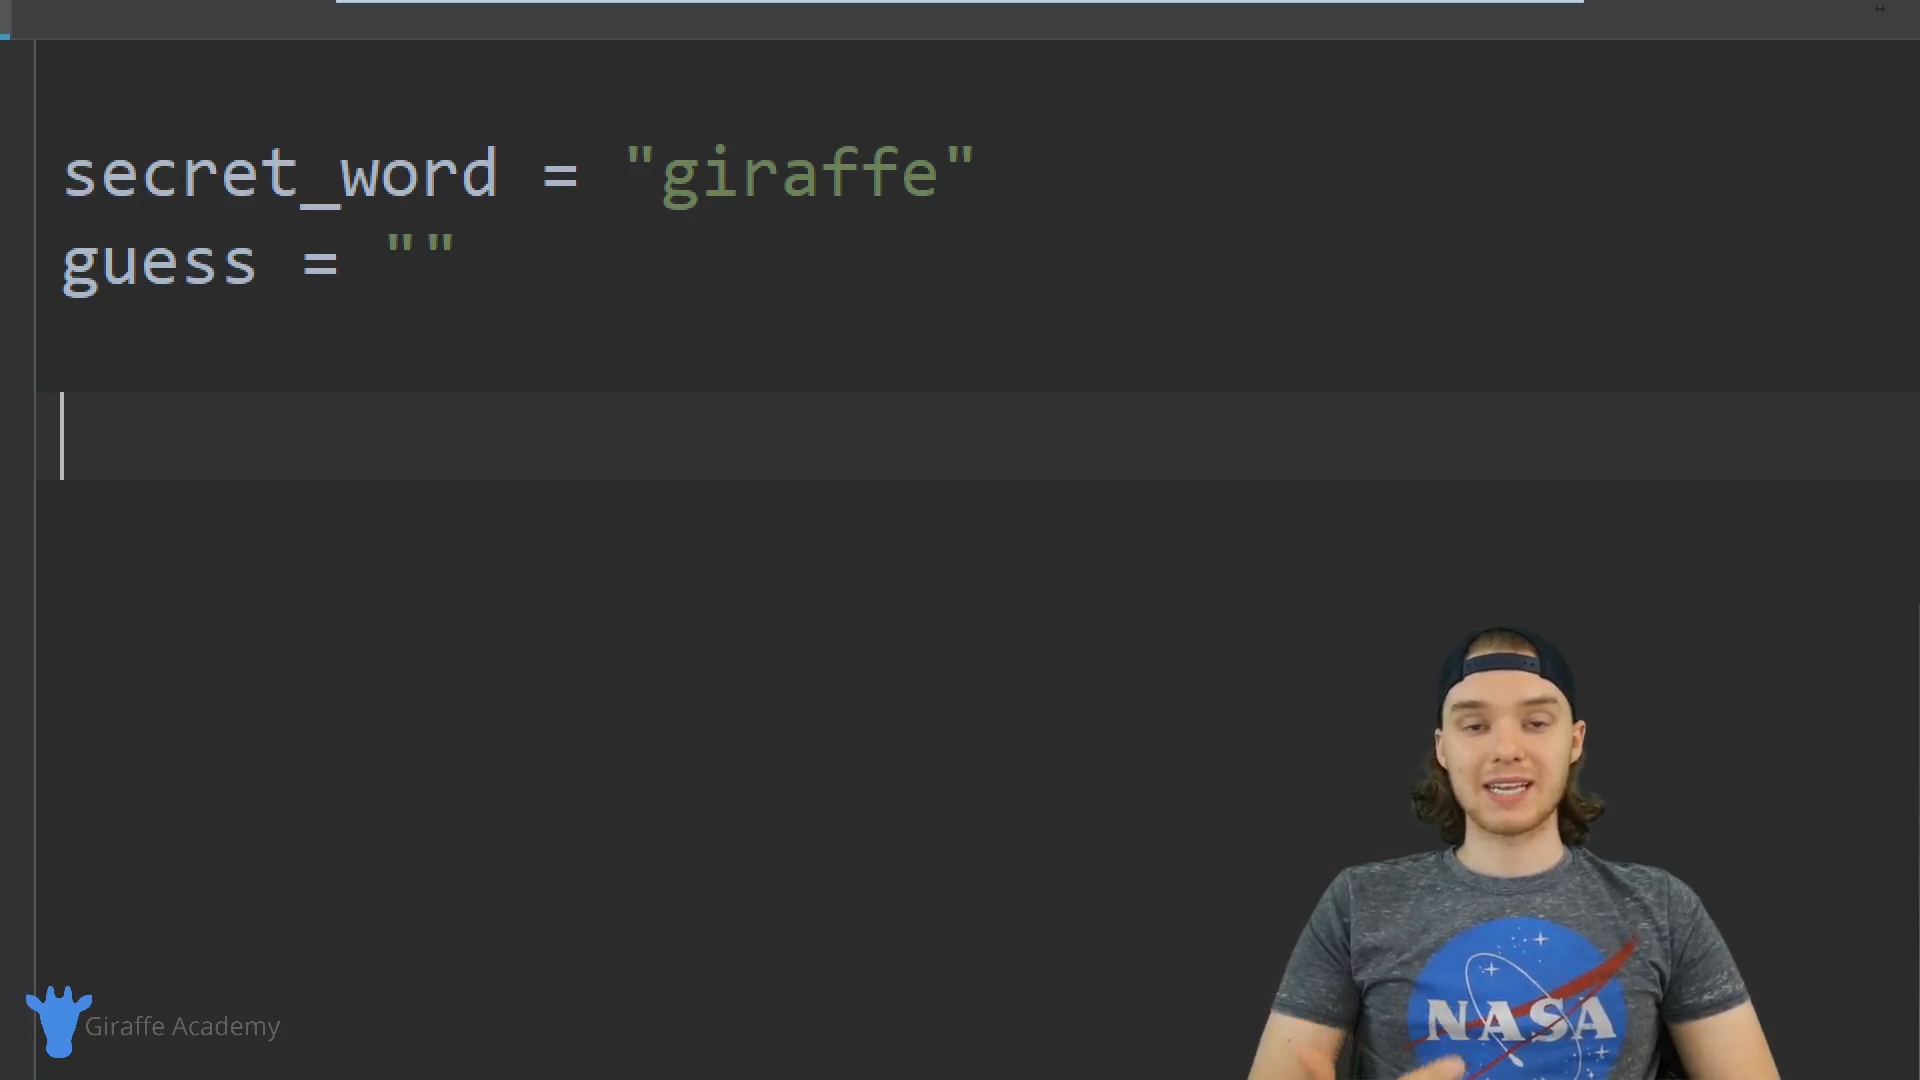 secret_word = "giraffe"
guess = ""
NASA
Giraffe Academy